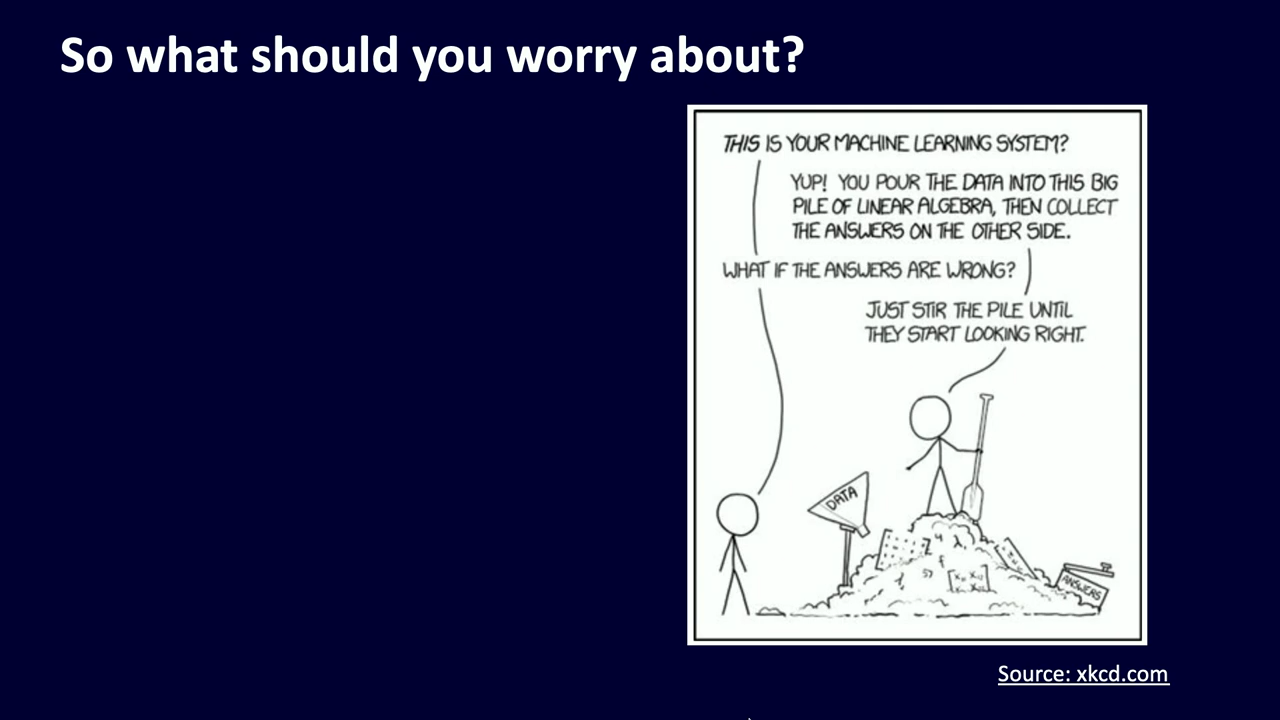 So what should you worry about?
THIS IS YOUR MACHINE LEARNING SYSTEM?
YUP! YOU POUR THE DATA INTO THIS BIG
PILE OF LINEAR ALGEBRA, THEN COLLECT
THE ANSWERS ON THE OTHER SIDE.
WHAT IF THE ANSWERS ARE WRONG?
JUST STIR THE PILE UNTIL
THEY START LOOKING RIGHT.
DATA
ANSWERS
Source: xkcd.com